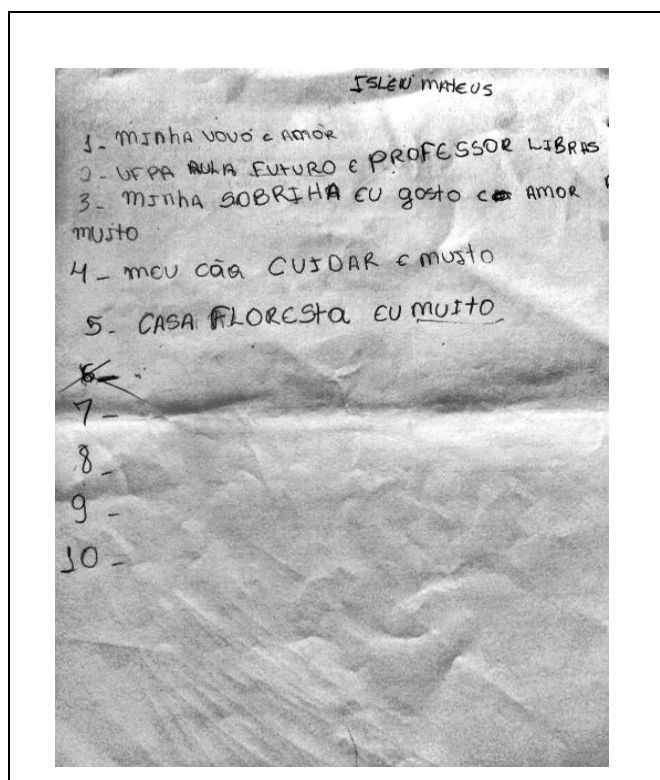 ISLEN MATEUS
1- MINhA VOVÓ e AMOR
2- UFPA AULA FUTURO E PROFESSOR LIBRAS
3- MINhA SOBRIHA EU gosto AMOR
MUITO
4- MEU cão CUIDAR e MUITO
5- CASA FLORESta EU MUITO
6-
7-
8-
9-
10-